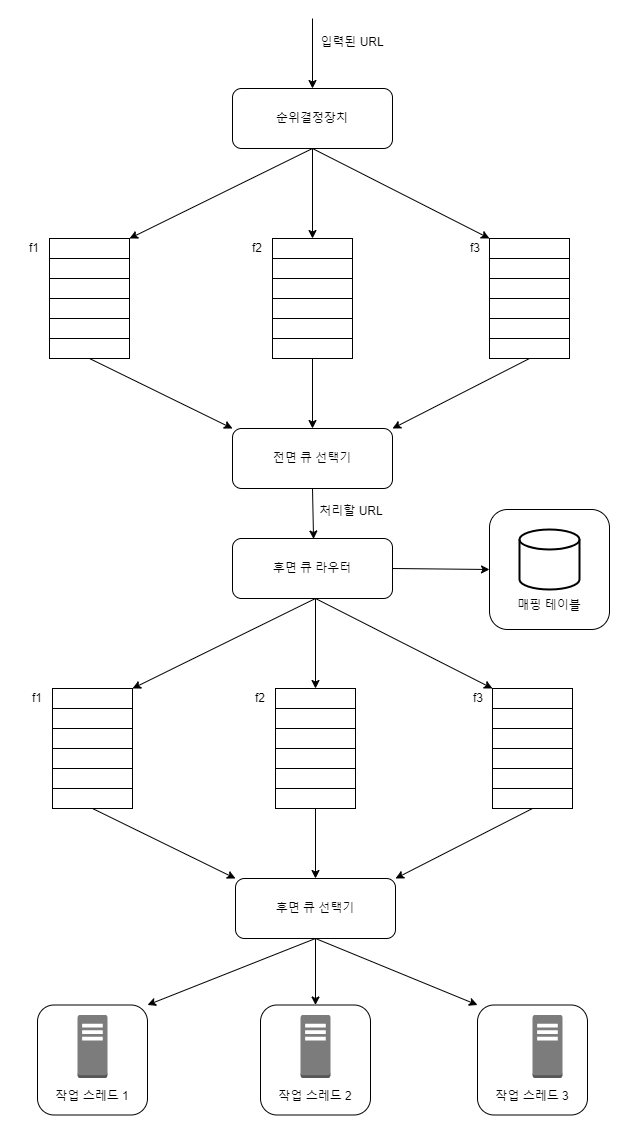 입력된 URL
순위결정장치
f1
f2
f3
전면 큐 선택기
처리할 URL
후면 큐 라우터
매핑 테이블
f1
f2
f3
후면 큐 선택기
작업 스레드 1
작업 스레드 2
작업 스레드 3